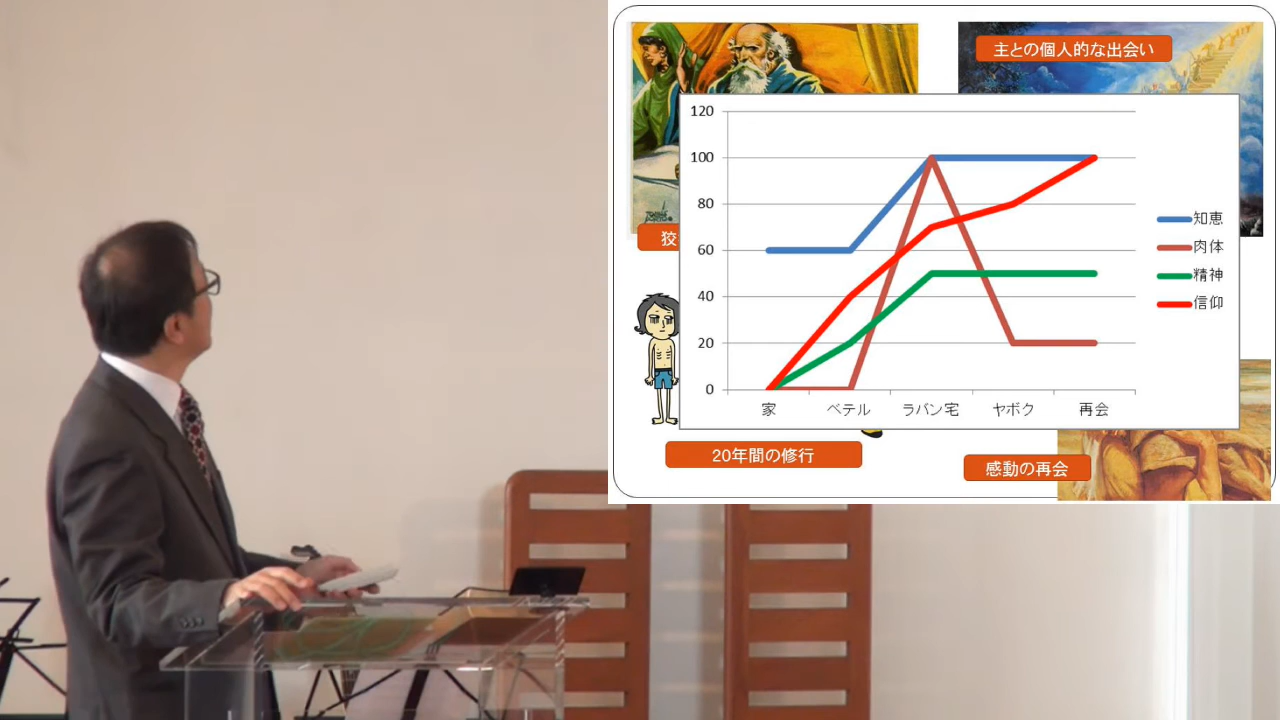 主との個人的な出会い
狡
120
100
80
60
40
20
0
家 ベテル ラバン宅 ヤボク 再会
知恵
肉体
精神
信仰
20年間の修行
感動の再会